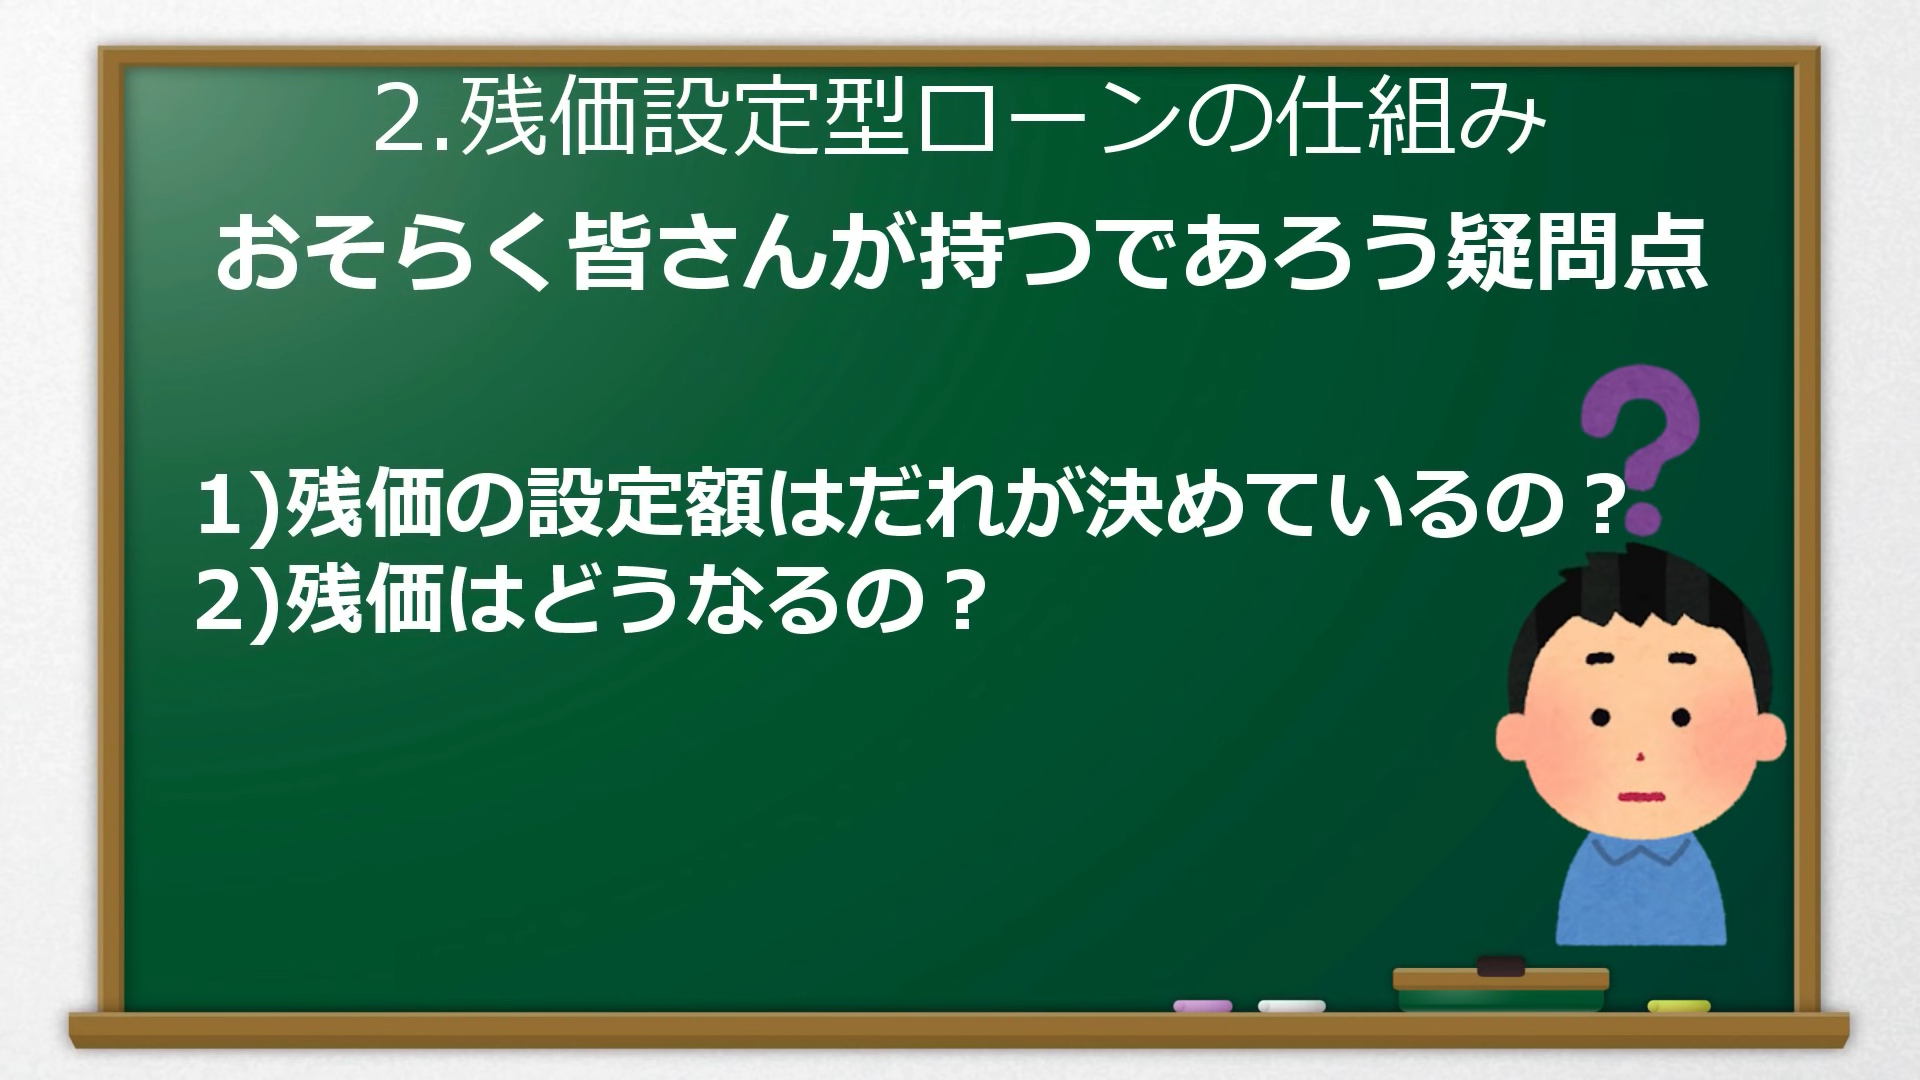 2.残価設定型ローンの仕組み
おそらく皆さんが持つであろう疑問点
1)残価の設定額はだれが決めているの？
2)残価はどうなるの？